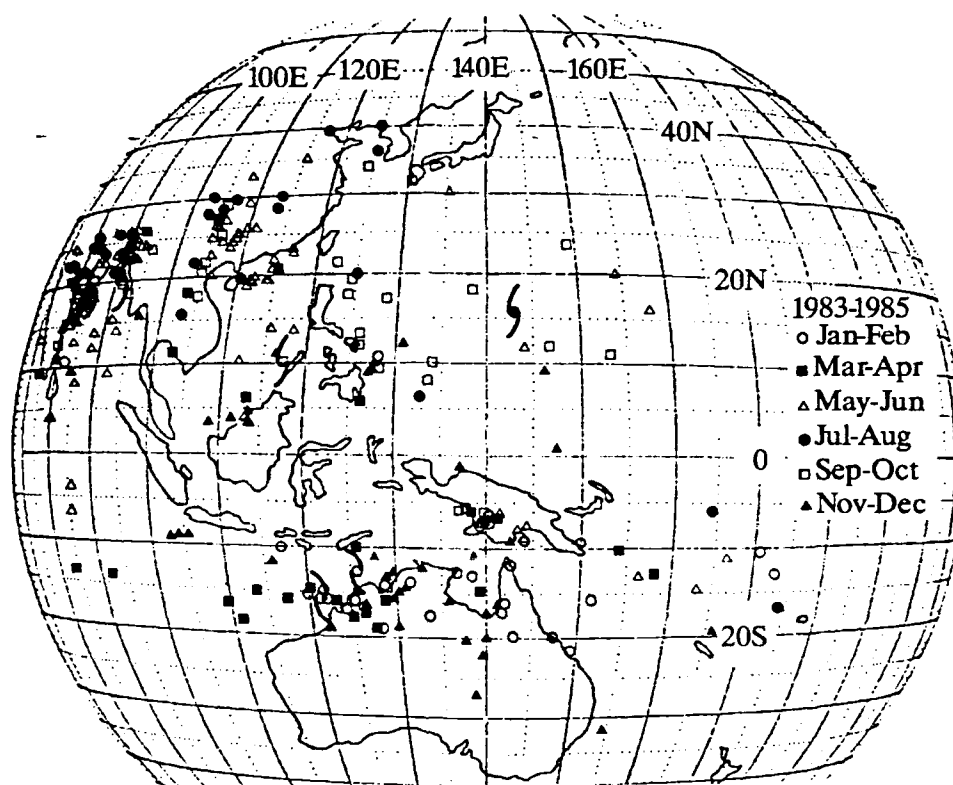 100E 120E 140E 160E
40N
20N
1983-1985
Jan-Feb
Mar-Apr
May-Jun
Jul-Aug
0
Sep-Oct
Nov-Dec
20S